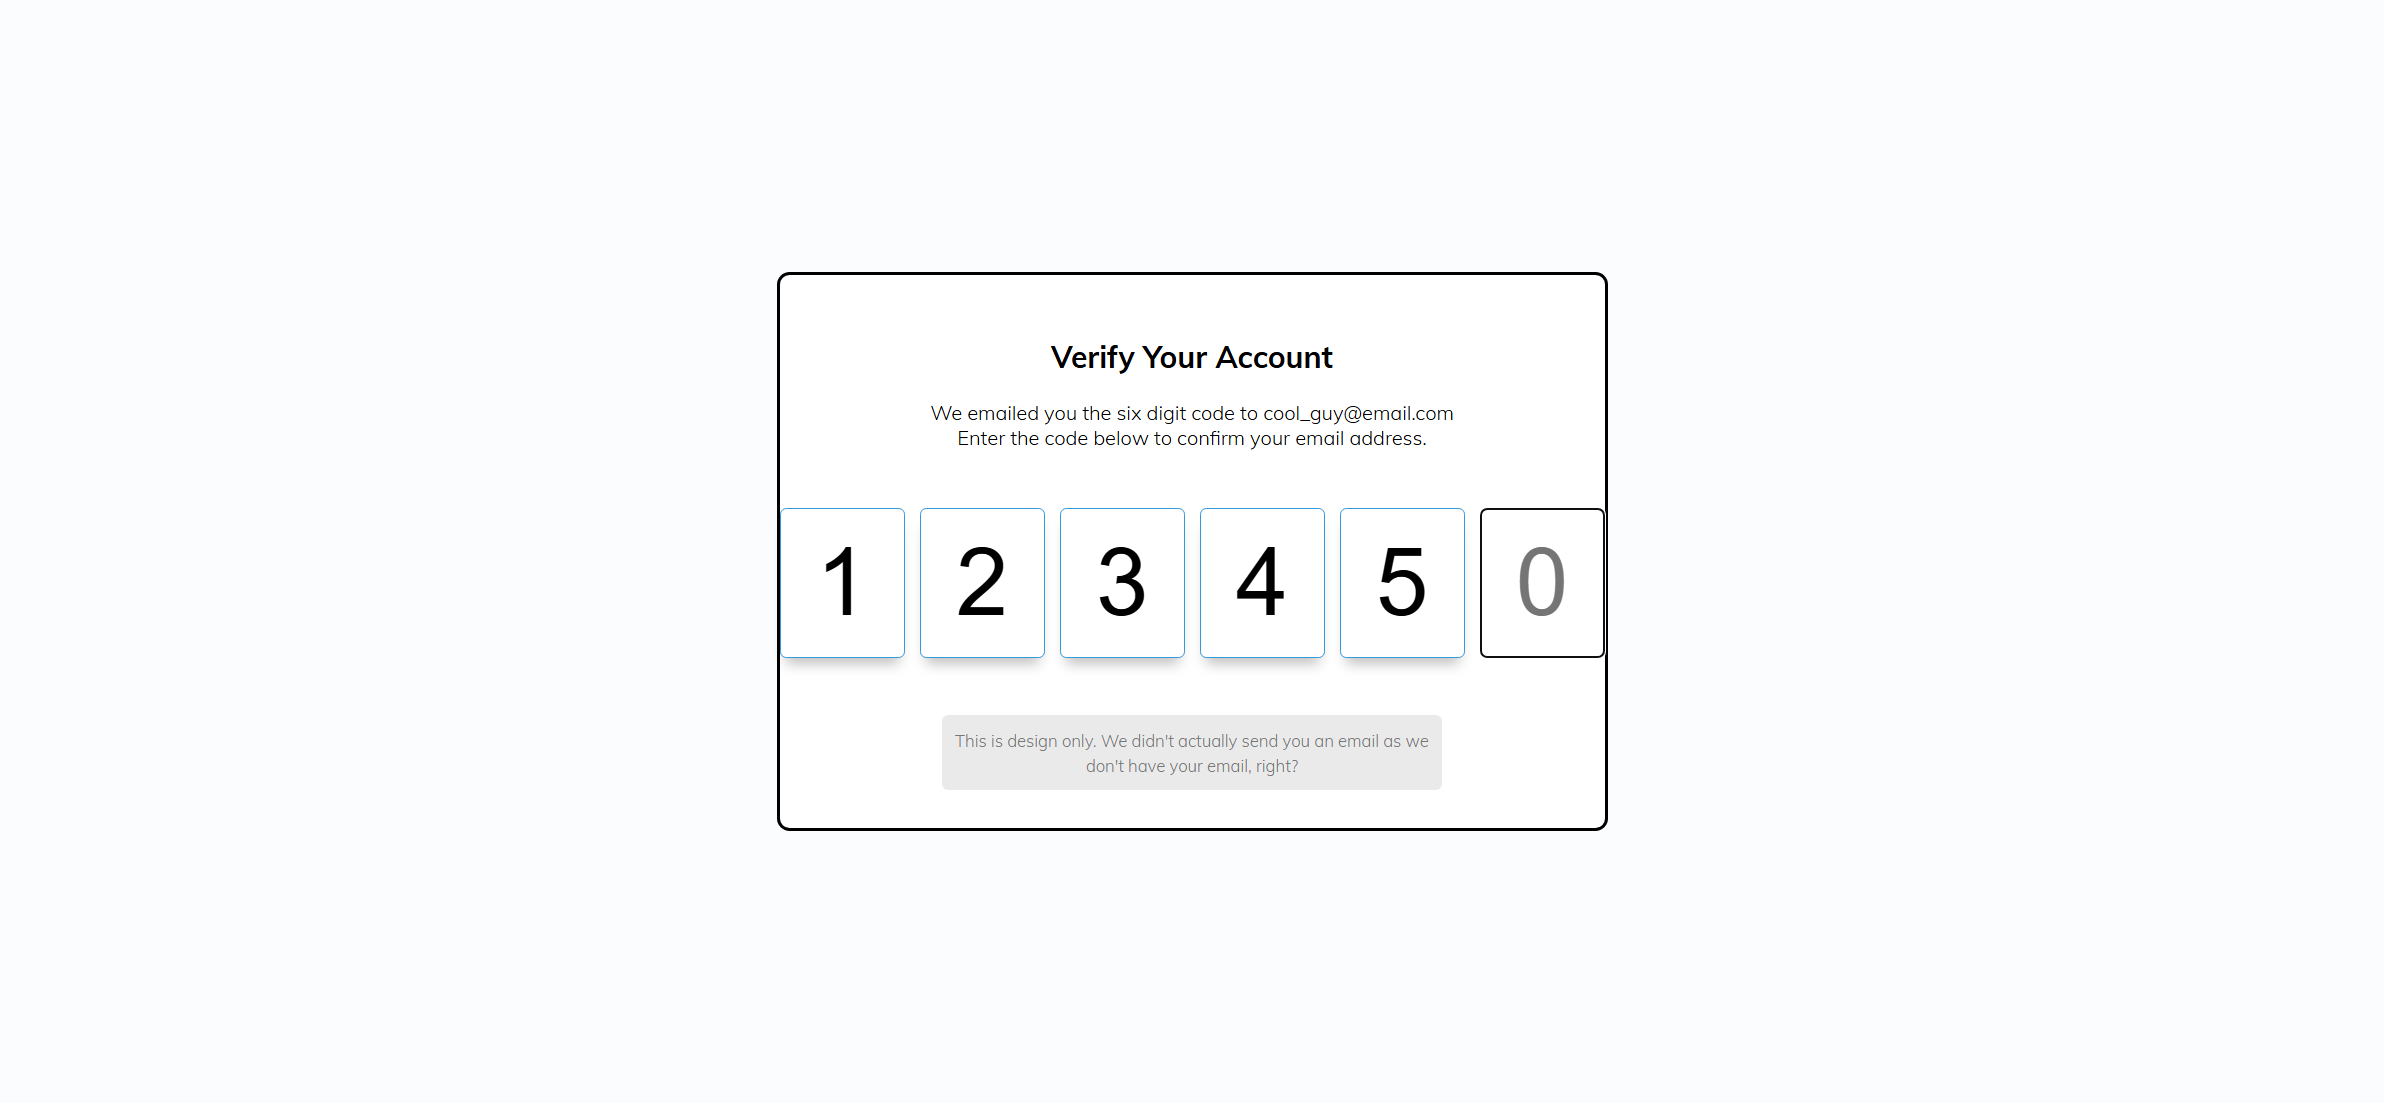 Verify Your Account
We emailed you the six digit code to cool_guy@email.com
Enter the code below to confirm your email address.
1 2 3 4 5 0
This is design only. We didn't actually send you an email as we
don't have your email, right?